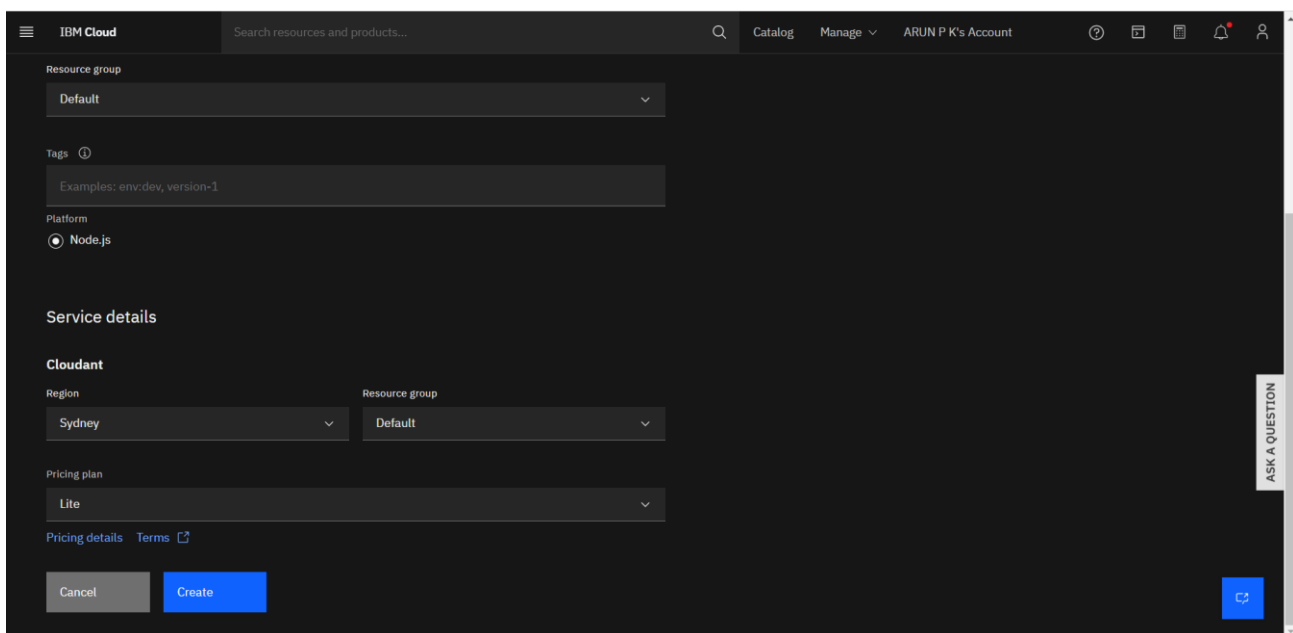 IBM Cloud Search resources and products... Catalog Manage ARUN P K's Account
Resource group
Default
Tags
Examples: env:dev, version-1
Platform
Node.js
Service details
Cloudant
Region Resource group
Sydney Default
Pricing plan
Lite
Pricing details Terms
Cancel Create
ASK A QUESTION